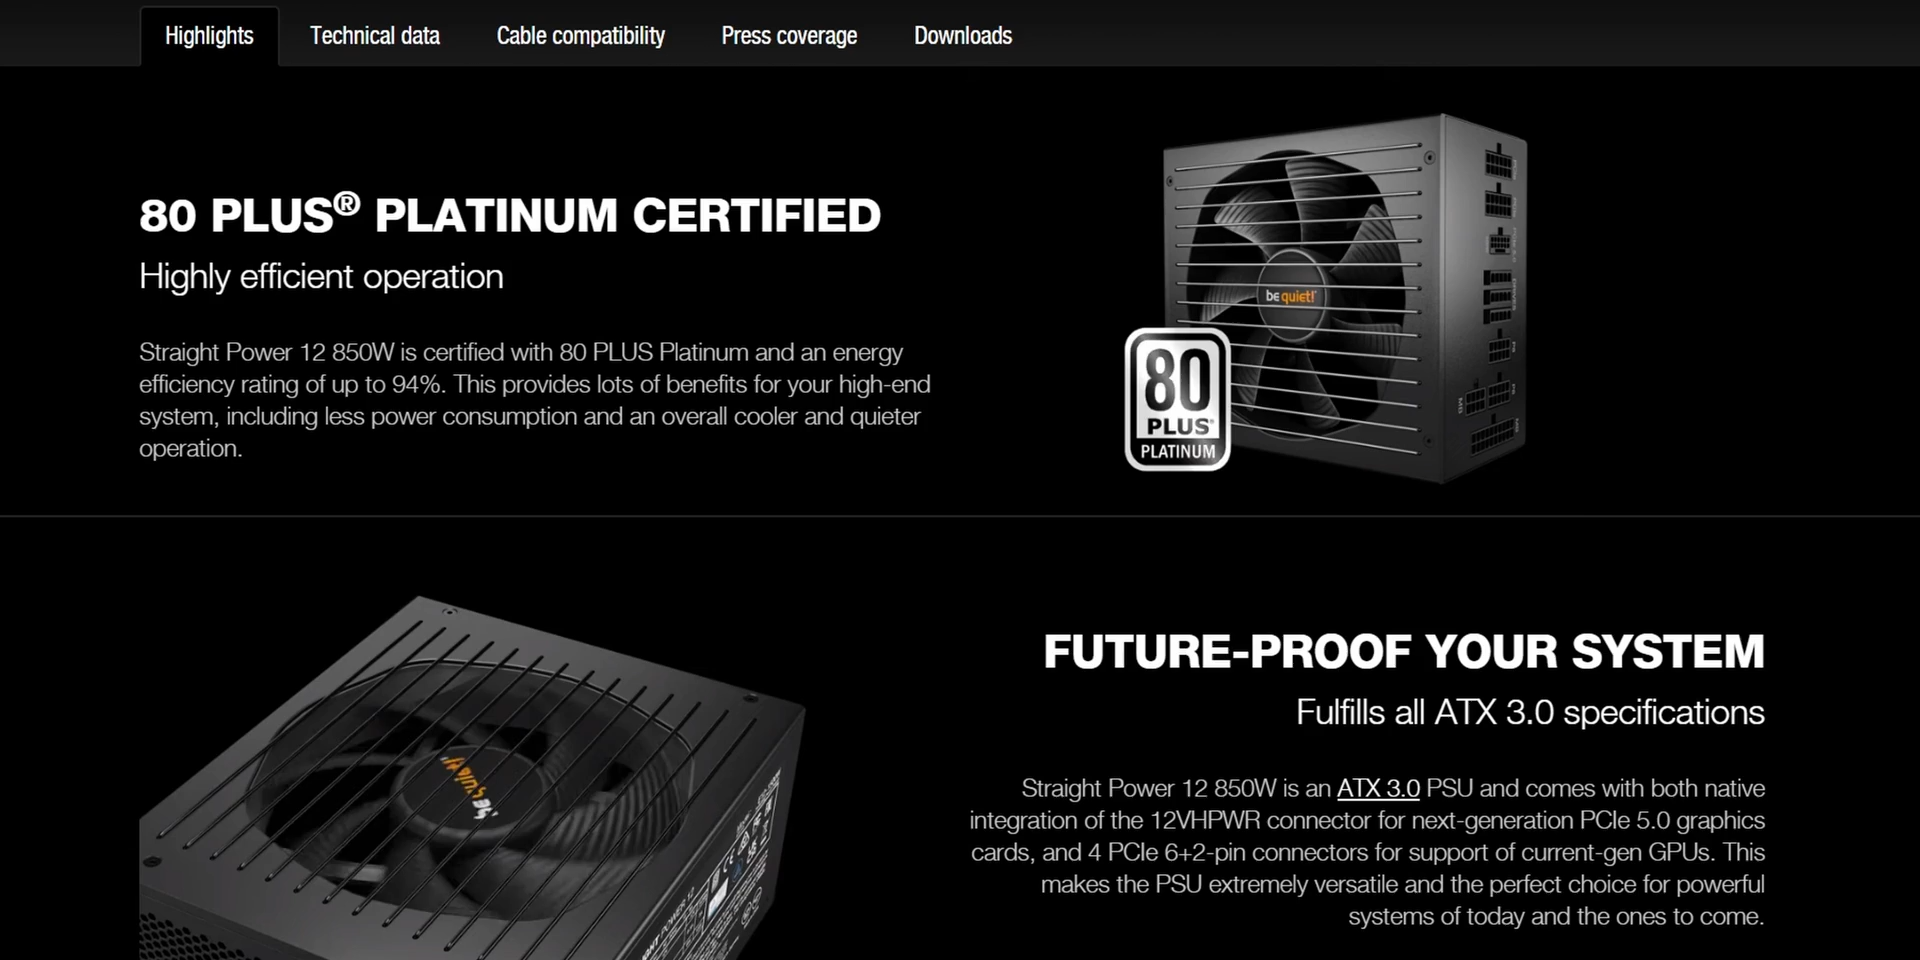 Highlights
Technical data
Cable compatibility
Press coverage
Downloads
80 PLUS® PLATINUM CERTIFIED
Highly efficient operation
Straight Power 12 850W is certified with 80 PLUS Platinum and an energy
efficiency rating of up to 94%. This provides lots of benefits for your high-end
system, including less power consumption and an overall cooler and quieter
operation.
be quiet!
80
PLUS
PLATINUM
FUTURE-PROOF YOUR SYSTEM
Fulfills all ATX 3.0 specifications
Straight Power 12 850W is an ATX 3.0 PSU and comes with both native
integration of the 12VHPWR connector for next-generation PCIe 5.0 graphics
cards, and 4 PCIe 6+2-pin connectors for support of current-gen GPUs. This
makes the PSU extremely versatile and the perfect choice for powerful
systems of today and the ones to come.
be quiet!